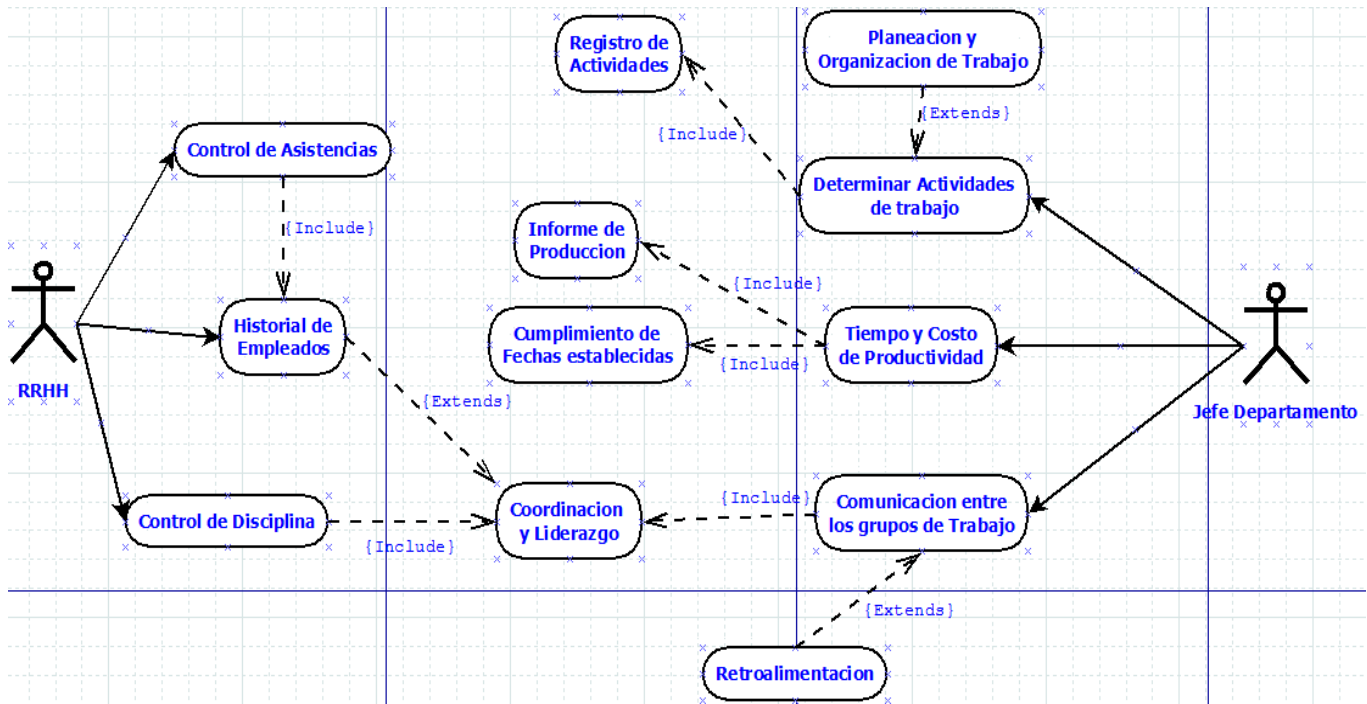 Registro de
Actividades
Planeacion y
Organizacion de Trabajo
{Extends}
{Include}
Control de Asistencias
Determinar Actividades
de trabajo
{Include}
Informe de
Produccion
{Include}
RRHH
Historial de
Empleados
Cumplimiento de
Fechas establecidas
{Include}
Tiempo y Costo
de Productividad
Jefe Departamento
{Extends}
Control de Disciplina
{Include}
Coordinacion
y Liderazgo
{Include}
Comunicacion entre
los grupos de Trabajo
{Extends}
Retroalimentacion